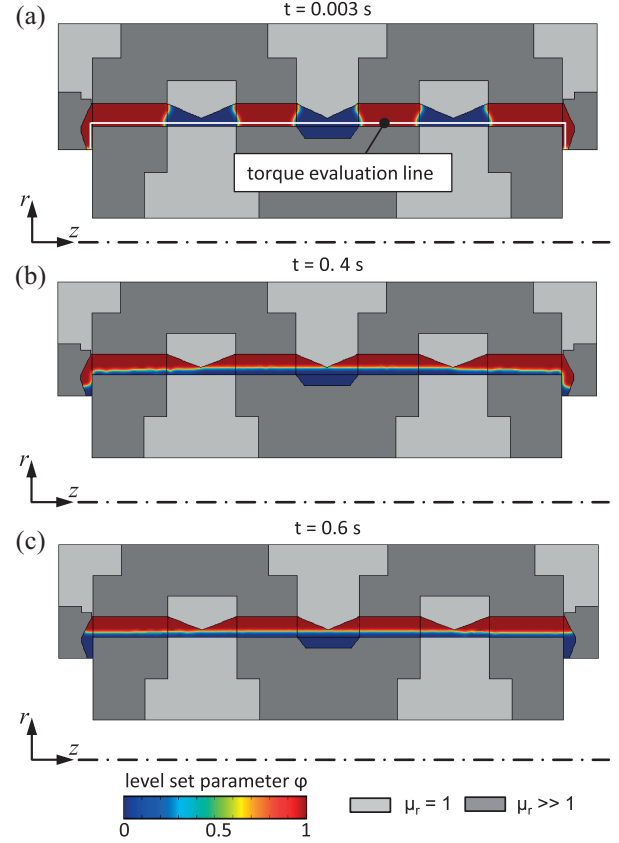 (a)
t = 0.003 s
torque evaluation line
r
z
(b)
t = 0. 4 s
r
z
(c)
t = 0.6 s
r
z
level set parameter φ
0 0.5 1
μr = 1 μr >> 1